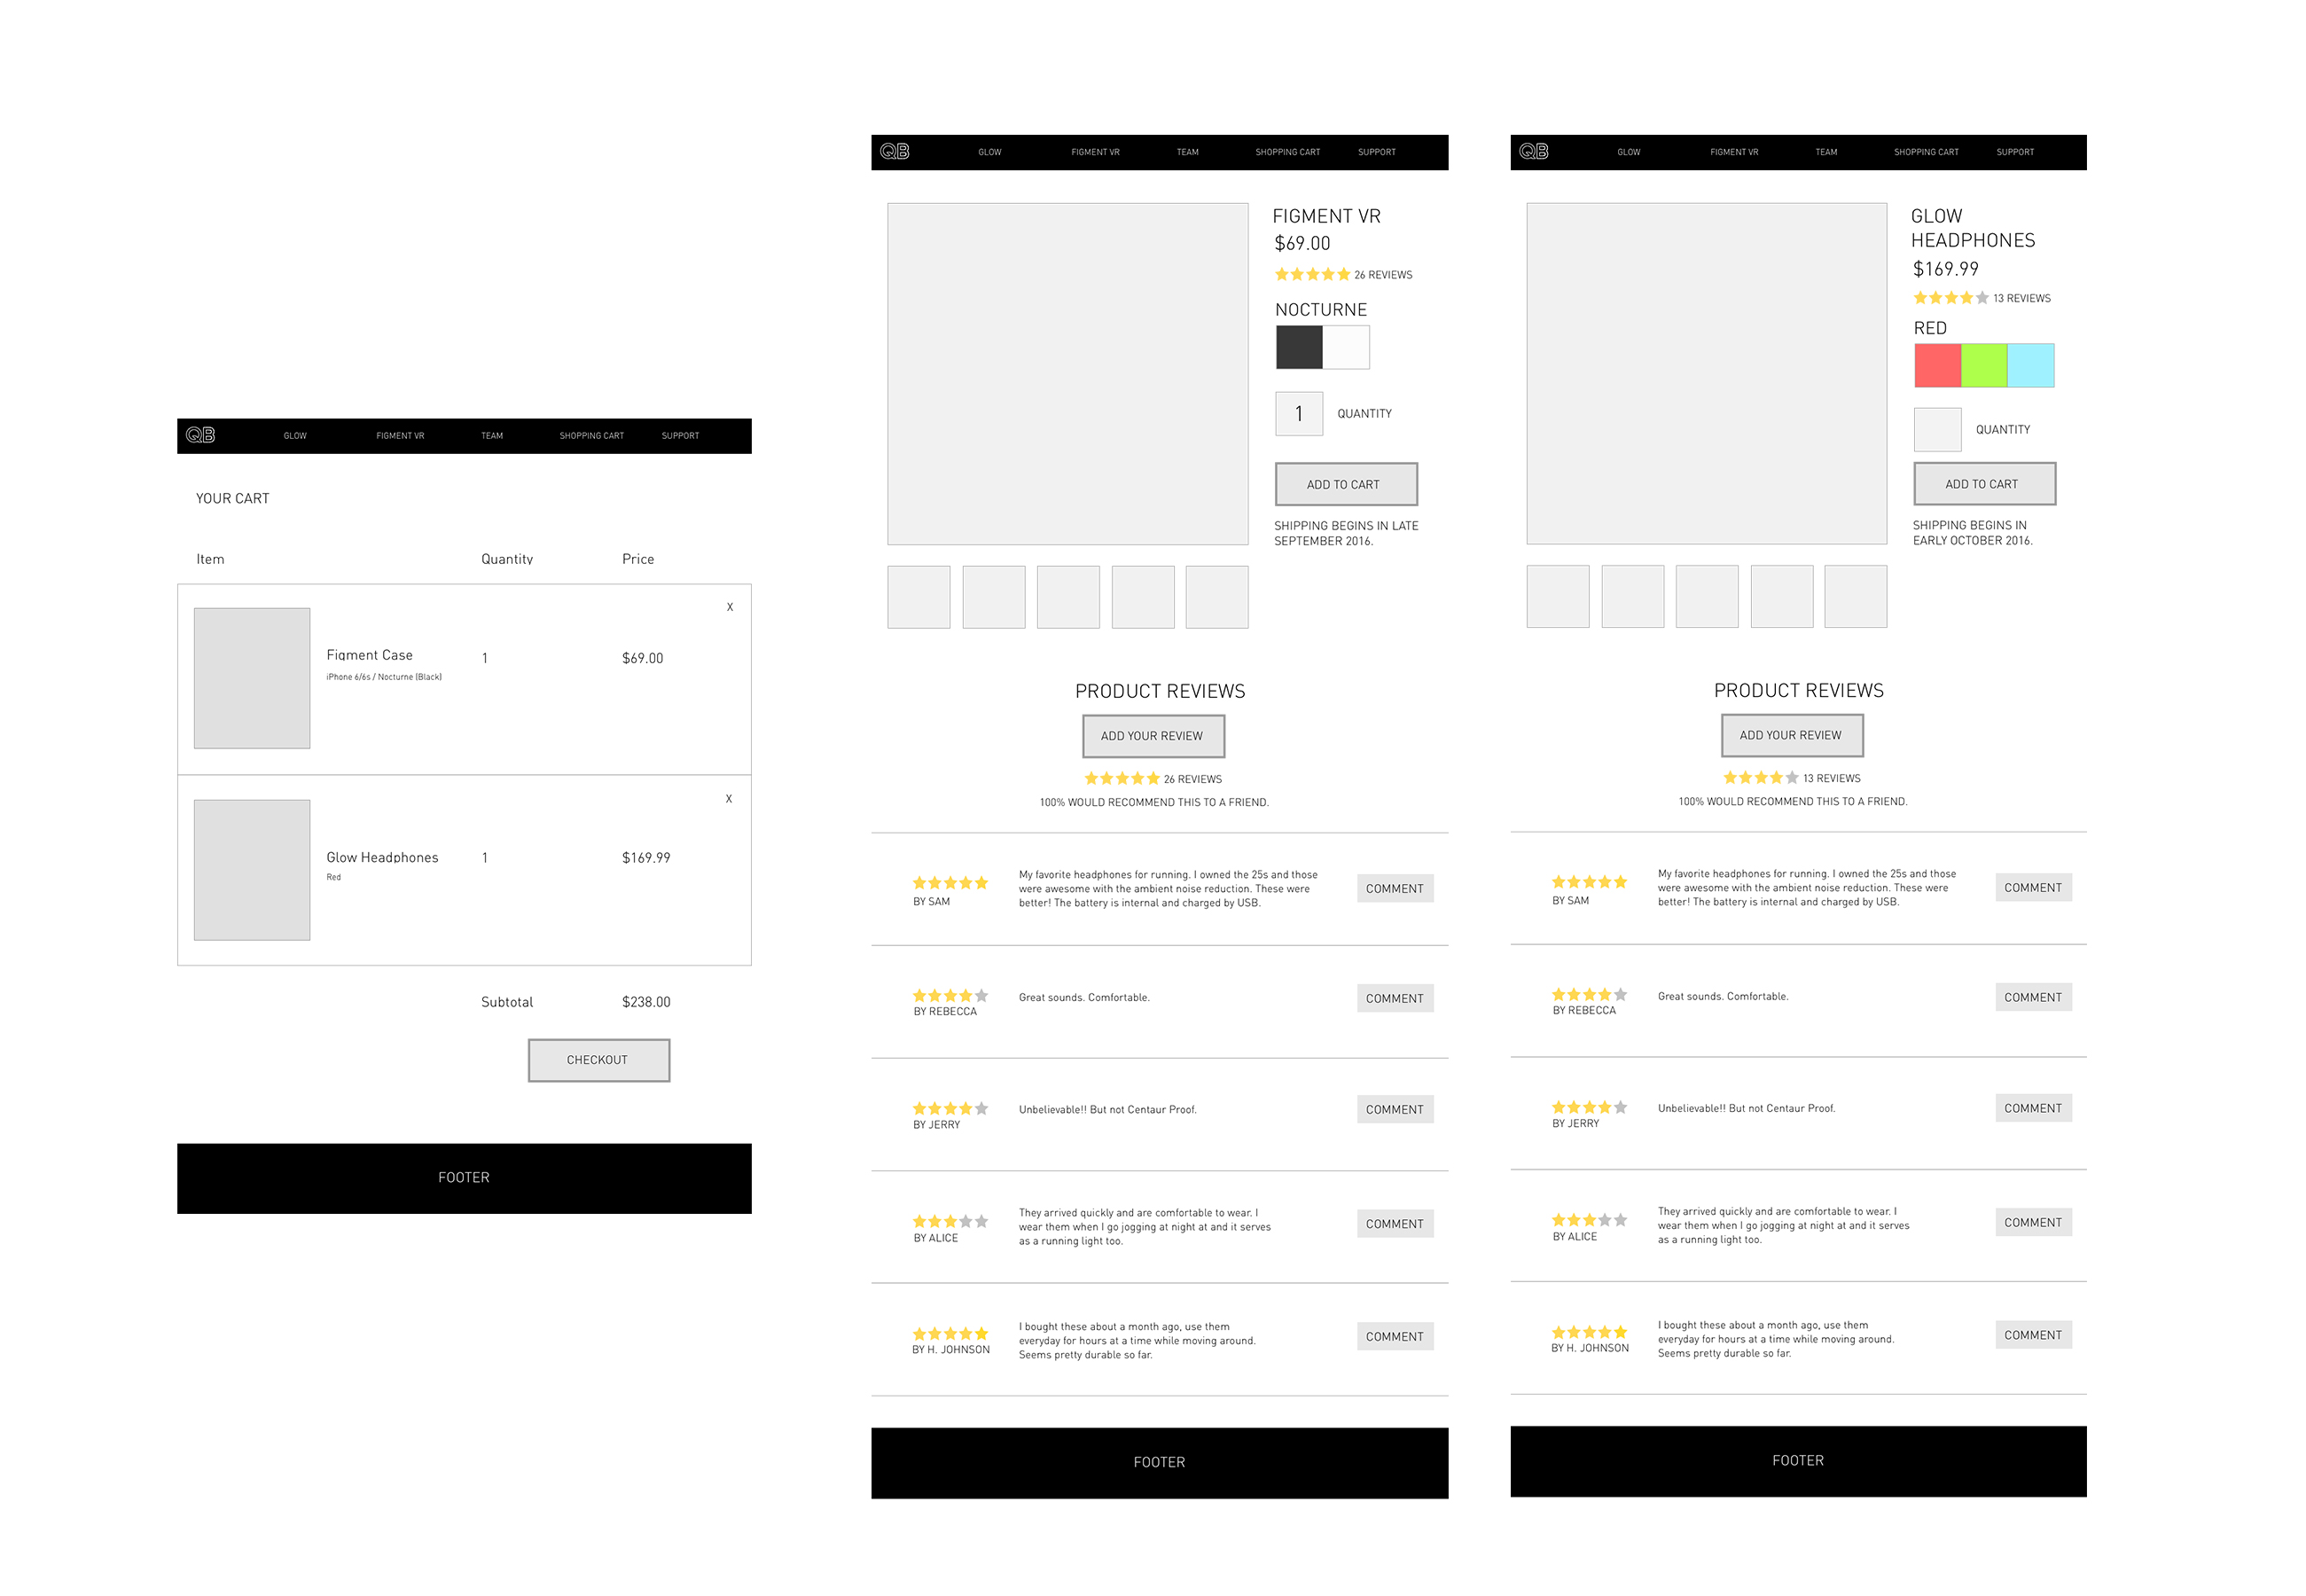 QB GLOW FIGMENT VR TEAM SHOPPING CART SUPPORT
YOUR CART
Item Quantity Price
X
Figment Case 1 $69.00
iPhone 6/6s / Nocturne (Black)
X
Glow Headphones 1 $169.99
Red
Subtotal $238.00
CHECKOUT
FOOTER
QB GLOW FIGMENT VR TEAM SHOPPING CART SUPPORT
FIGMENT VR
$69.00
26 REVIEWS
NOCTURNE
1 QUANTITY
ADD TO CART
SHIPPING BEGINS IN LATE
SEPTEMBER 2016.
PRODUCT REVIEWS
ADD YOUR REVIEW
26 REVIEWS
100% WOULD RECOMMEND THIS TO A FRIEND.
BY SAM
My favorite headphones for running. I owned the 25s and those
were awesome with the ambient noise reduction. These were
better! The battery is internal and charged by USB.
COMMENT
BY REBECCA
Great sounds. Comfortable.
COMMENT
BY JERRY
Unbelievable!! But not Centaur Proof.
COMMENT
BY ALICE
They arrived quickly and are comfortable to wear. I
wear them when I go jogging at night at and it serves
as a running light too.
COMMENT
BY H. JOHNSON
I bought these about a month ago, use them
everyday for hours at a time while moving around.
Seems pretty durable so far.
COMMENT
FOOTER
QB GLOW FIGMENT VR TEAM SHOPPING CART SUPPORT
GLOW
HEADPHONES
$169.99
13 REVIEWS
RED
QUANTITY
ADD TO CART
SHIPPING BEGINS IN
EARLY OCTOBER 2016.
PRODUCT REVIEWS
ADD YOUR REVIEW
13 REVIEWS
100% WOULD RECOMMEND THIS TO A FRIEND.
BY SAM
My favorite headphones for running. I owned the 25s and those
were awesome with the ambient noise reduction. These were
better! The battery is internal and charged by USB.
COMMENT
BY REBECCA
Great sounds. Comfortable.
COMMENT
BY JERRY
Unbelievable!! But not Centaur Proof.
COMMENT
BY ALICE
They arrived quickly and are comfortable to wear. I
wear them when I go jogging at night at and it serves
as a running light too.
COMMENT
BY H. JOHNSON
I bought these about a month ago, use them
everyday for hours at a time while moving around.
Seems pretty durable so far.
COMMENT
FOOTER